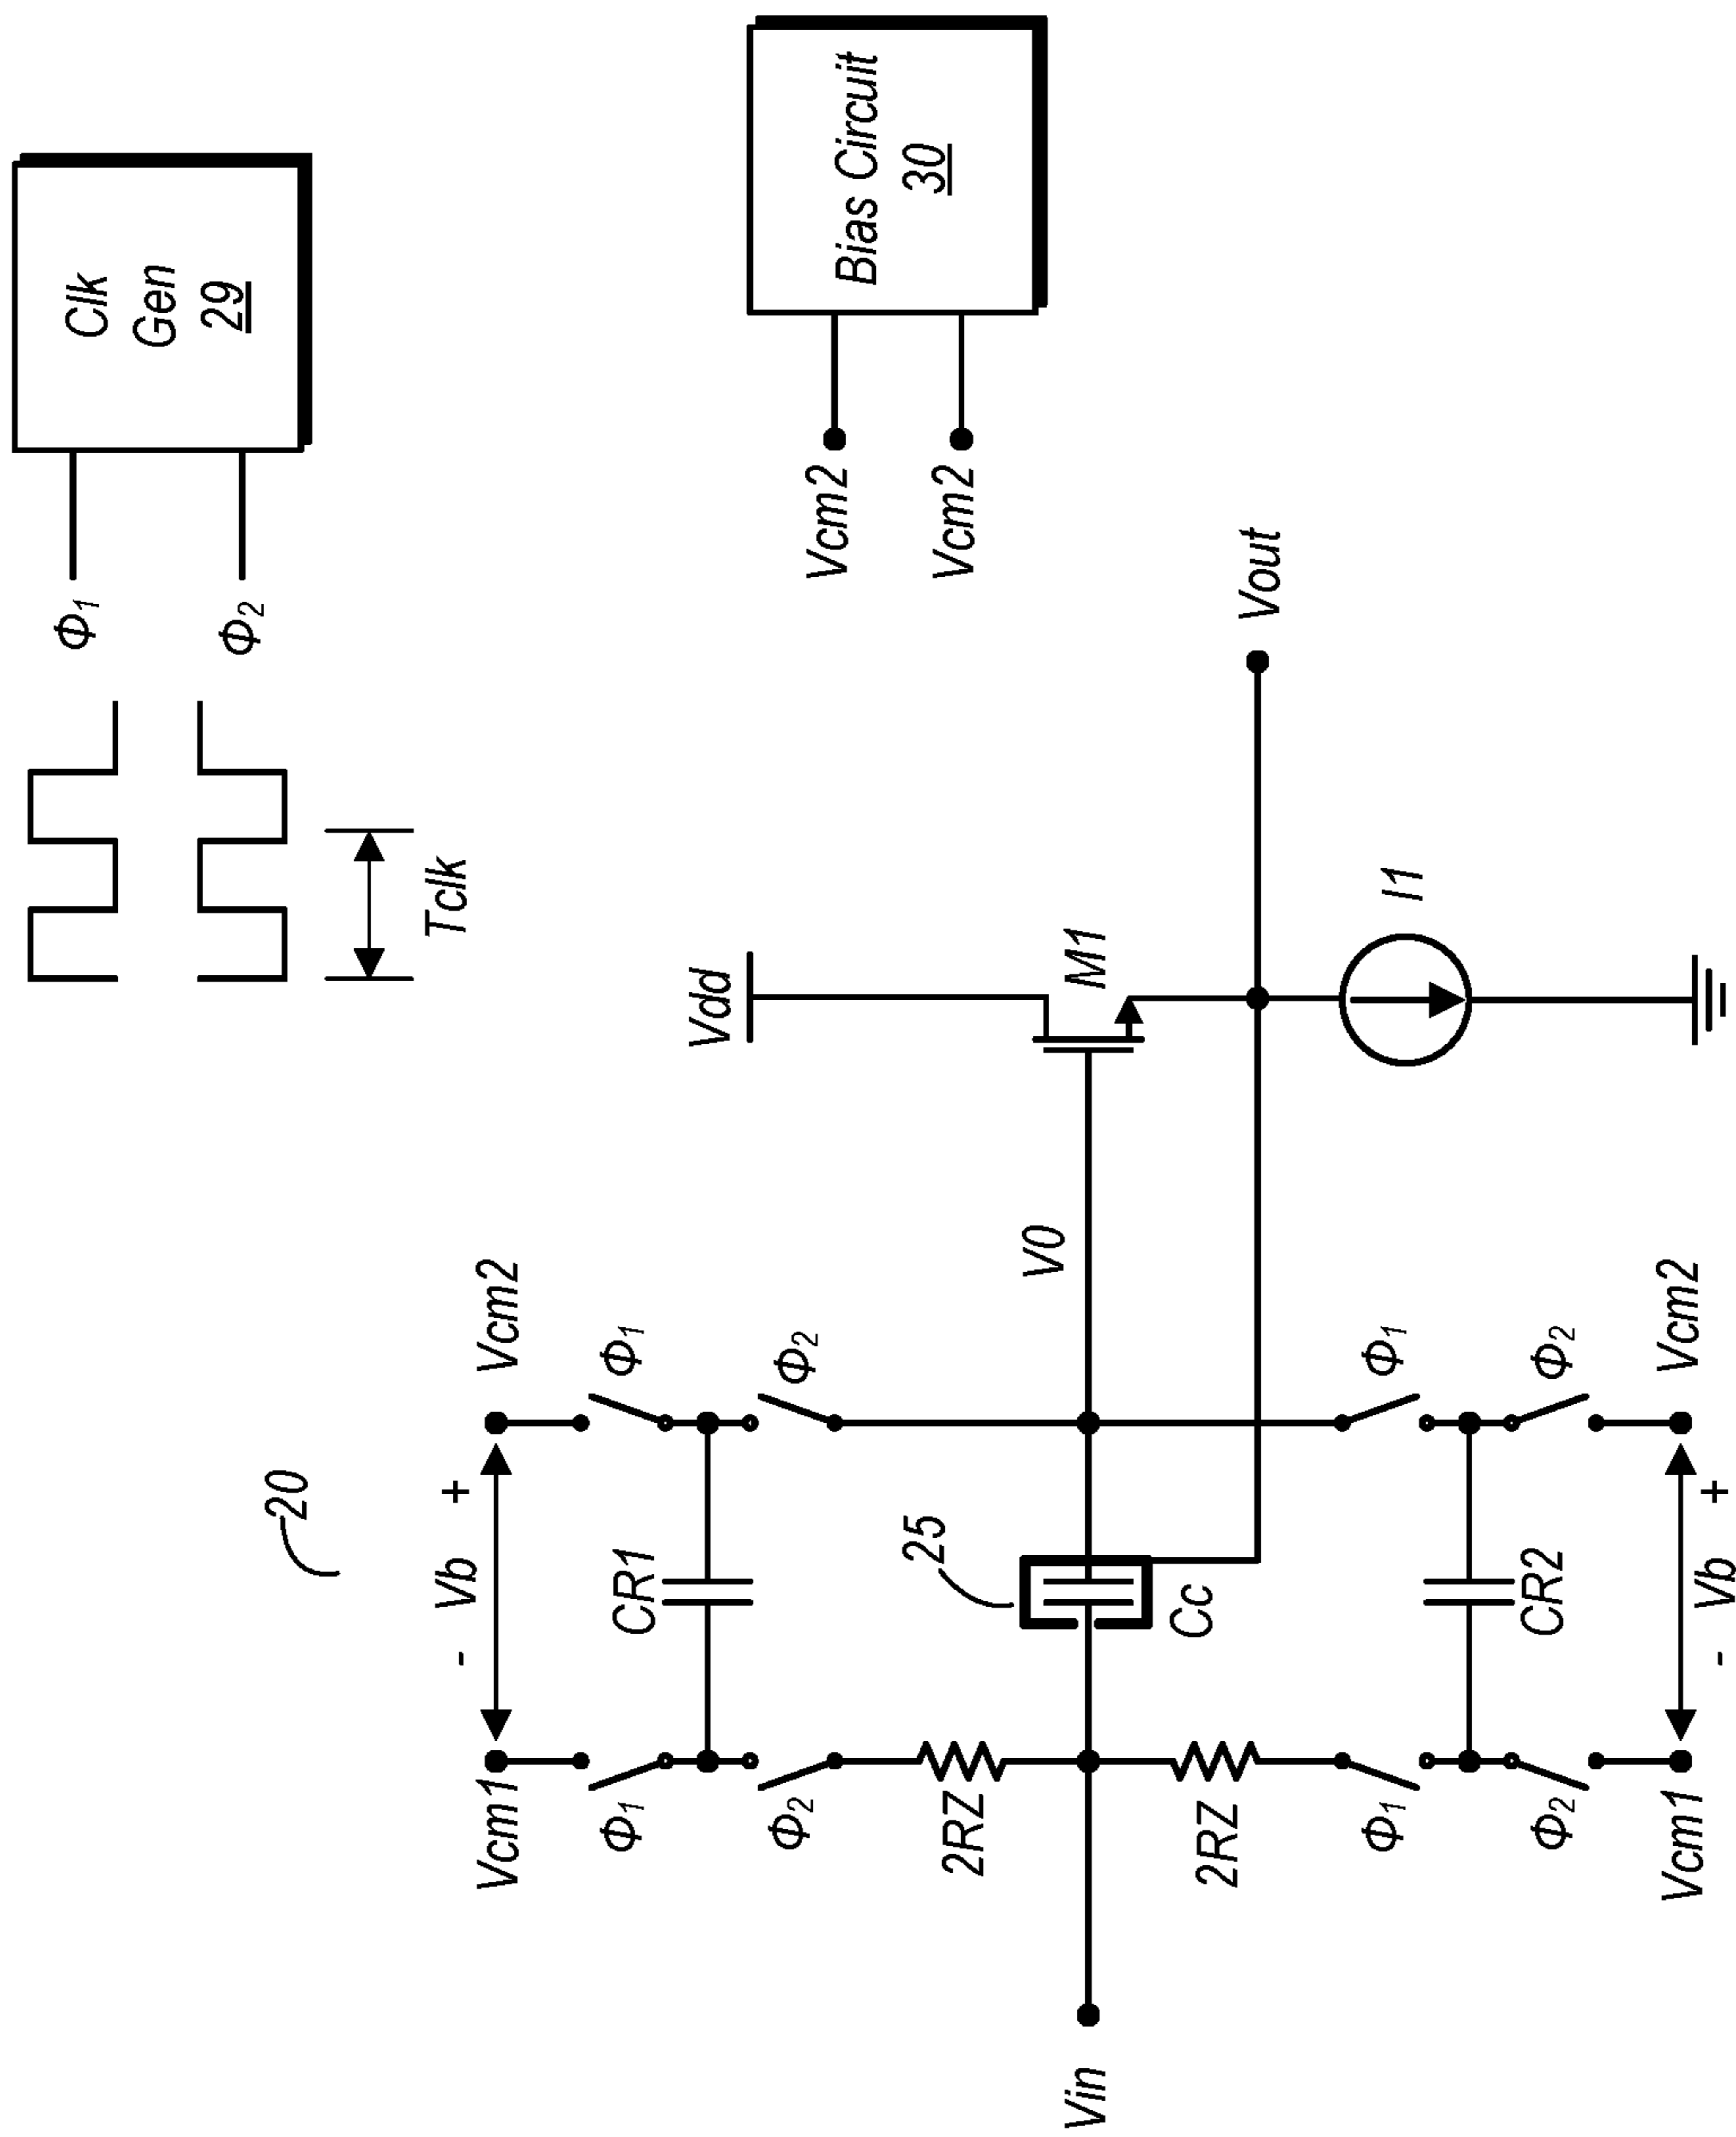 Φ1
Φ2
Clk
Gen
29
Tclk
20
Vcm1
- Vb +
Vcm2
Φ1
Φ1
CR1
Φ2
Φ2
Vdd
Bias Circuit
30
Vcm2
Vcm2
2RZ
25
V0
M1
Vin
Cc
2RZ
Vout
Φ1
Φ1
I1
CR2
Φ2
Φ2
Vcm1
- Vb +
Vcm2